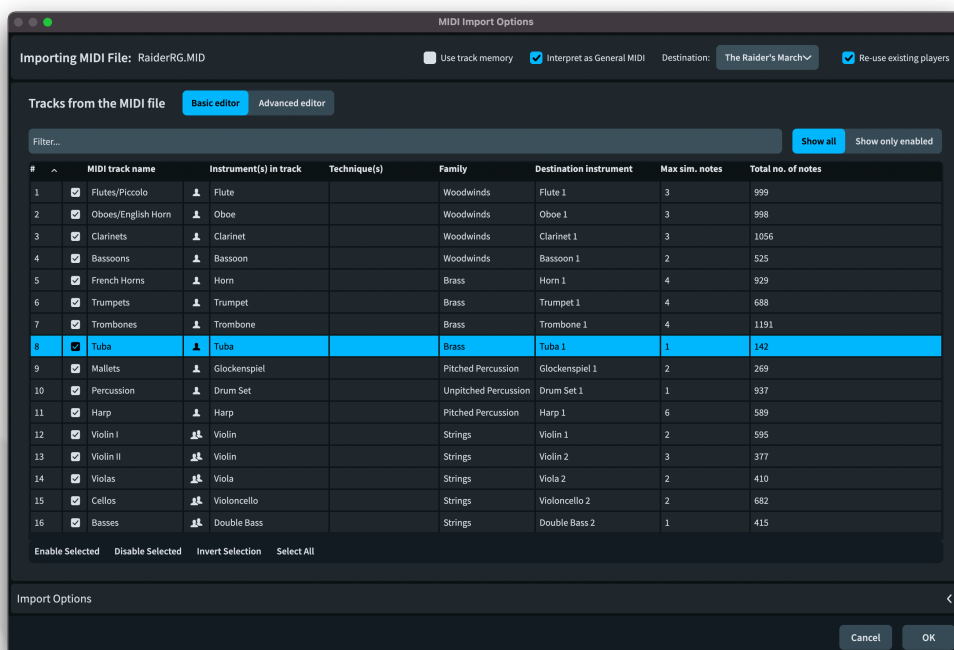 MIDI Import Options
Importing MIDI File: RaiderRG.MID Use track memory Interpret as General MIDI Destination: The Raider's March Re-use existing players
Tracks from the MIDI file Basic editor Advanced editor
Filter... Show all Show only enabled
# MIDI track name Instrument(s) in track Technique(s) Family Destination instrument Max sim. notes Total no. of notes
1 Flutes/Piccolo Flute Woodwinds Flute 1 3 999
2 Oboes/English Horn Oboe Woodwinds Oboe 1 3 998
3 Clarinets Clarinet Woodwinds Clarinet 1 3 1056
4 Bassoons Bassoon Woodwinds Bassoon 1 2 525
5 French Horns Horn Brass Horn 1 4 929
6 Trumpets Trumpet Brass Trumpet 1 4 688
7 Trombones Trombone Brass Trombone 1 4 1191
8 Tuba Tuba Brass Tuba 1 1 142
9 Mallets Glockenspiel Pitched Percussion Glockenspiel 1 2 269
10 Percussion Drum Set Unpitched Percussion Drum Set 1 1 937
11 Harp Harp Pitched Percussion Harp 1 6 589
12 Violin I Violin Strings Violin 1 2 595
13 Violin II Violin Strings Violin 2 3 377
14 Violas Viola Strings Viola 2 2 410
15 Cellos Violoncello Strings Violoncello 2 2 682
16 Basses Double Bass Strings Double Bass 2 1 415
Enable Selected Disable Selected Invert Selection Select All
Import Options
Cancel OK